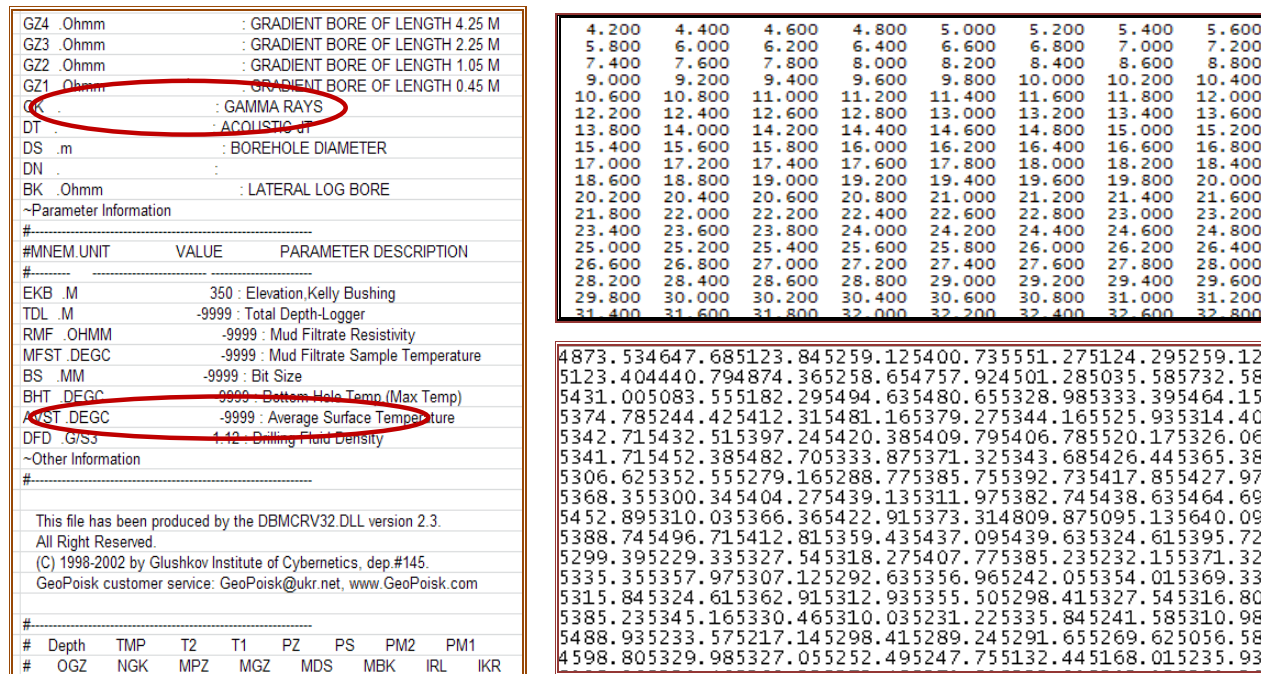 GZ4 .Ohmm : GRADIENT BORE OF LENGTH 4.25 M
GZ3 .Ohmm : GRADIENT BORE OF LENGTH 2.25 M
GZ2 .Ohmm : GRADIENT BORE OF LENGTH 1.05 M
GZ1 .Ohmm : GRADIENT BORE OF LENGTH 0.45 M
GK . : GAMMA RAYS
DT . : ACOUSTIC dT
DS .m : BOREHOLE DIAMETER
DN . :
BK .Ohmm : LATERAL LOG BORE
~Parameter Information
#------------------------------------------------------------------
#MNEM.UNIT VALUE PARAMETER DESCRIPTION
#--------- -------------------------- -----------------------
EKB .M 350 : Elevation,Kelly Bushing
TDL .M -9999 : Total Depth-Logger
RMF .OHMM -9999 : Mud Filtrate Resistivity
MFST .DEGC -9999 : Mud Filtrate Sample Temperature
BS .MM -9999 : Bit Size
BHT .DEGC -9999 : Bottom Hole Temp (Max Temp)
AVST .DEGC -9999 : Average Surface Temperature
DFD .G/S3 1.12 : Drilling Fluid Density
~Other Information
#------------------------------------------------------------------
This file has been produced by the DBMCRV32.DLL version 2.3.
All Right Reserved.
(C) 1998-2002 by Glushkov Institute of Cybernetics, dep.#145.
GeoPoisk customer service: GeoPoisk@ukr.net, www.GeoPoisk.com
#------------------------------------------------------------------
# Depth TMP T2 T1 PZ PS PM2 PM1
# OGZ NGK MPZ MGZ MDS MBK IRL IKR
4.200 4.400 4.600 4.800 5.000 5.200 5.400 5.600
5.800 6.000 6.200 6.400 6.600 6.800 7.000 7.200
7.400 7.600 7.800 8.000 8.200 8.400 8.600 8.800
9.000 9.200 9.400 9.600 9.800 10.000 10.200 10.400
10.600 10.800 11.000 11.200 11.400 11.600 11.800 12.000
12.200 12.400 12.600 12.800 13.000 13.200 13.400 13.600
13.800 14.000 14.200 14.400 14.600 14.800 15.000 15.200
15.400 15.600 15.800 16.000 16.200 16.400 16.600 16.800
17.000 17.200 17.400 17.600 17.800 18.000 18.200 18.400
18.600 18.800 19.000 19.200 19.400 19.600 19.800 20.000
20.200 20.400 20.600 20.800 21.000 21.200 21.400 21.600
21.800 22.000 22.200 22.400 22.600 22.800 23.000 23.200
23.400 23.600 23.800 24.000 24.200 24.400 24.600 24.800
25.000 25.200 25.400 25.600 25.800 26.000 26.200 26.400
26.600 26.800 27.000 27.200 27.400 27.600 27.800 28.000
28.200 28.400 28.600 28.800 29.000 29.200 29.400 29.600
29.800 30.000 30.200 30.400 30.600 30.800 31.000 31.200
31.400 31.600 31.800 32.000 32.200 32.400 32.600 32.800
4873.534647.685123.845259.125400.735551.275124.295259.12
5123.404440.794874.365258.654757.924501.285035.585732.58
5431.005083.555182.295494.635480.655128.985333.395464.15
5374.785244.425412.315481.165379.275344.165520.935314.40
5342.715432.515397.245420.385409.795406.785520.175326.06
5341.715452.385482.705333.875371.325343.685426.445365.38
5306.625352.555279.165288.775385.755392.735417.855427.97
5368.355300.345404.275439.135311.975382.745438.635464.69
5452.895310.035366.365422.915373.314809.875095.135640.09
5388.745496.715412.815359.435437.095439.635324.615395.72
5299.395229.335327.545318.275407.775385.235232.155371.32
5335.355357.975307.125292.635356.965242.055354.015369.33
5315.845324.615362.915312.935355.505298.415327.545316.80
5385.235345.165330.465310.035231.225335.845241.585310.98
5488.935233.575217.145298.415289.245291.655269.625056.58
4598.805329.985327.055252.495247.755132.445168.015235.93